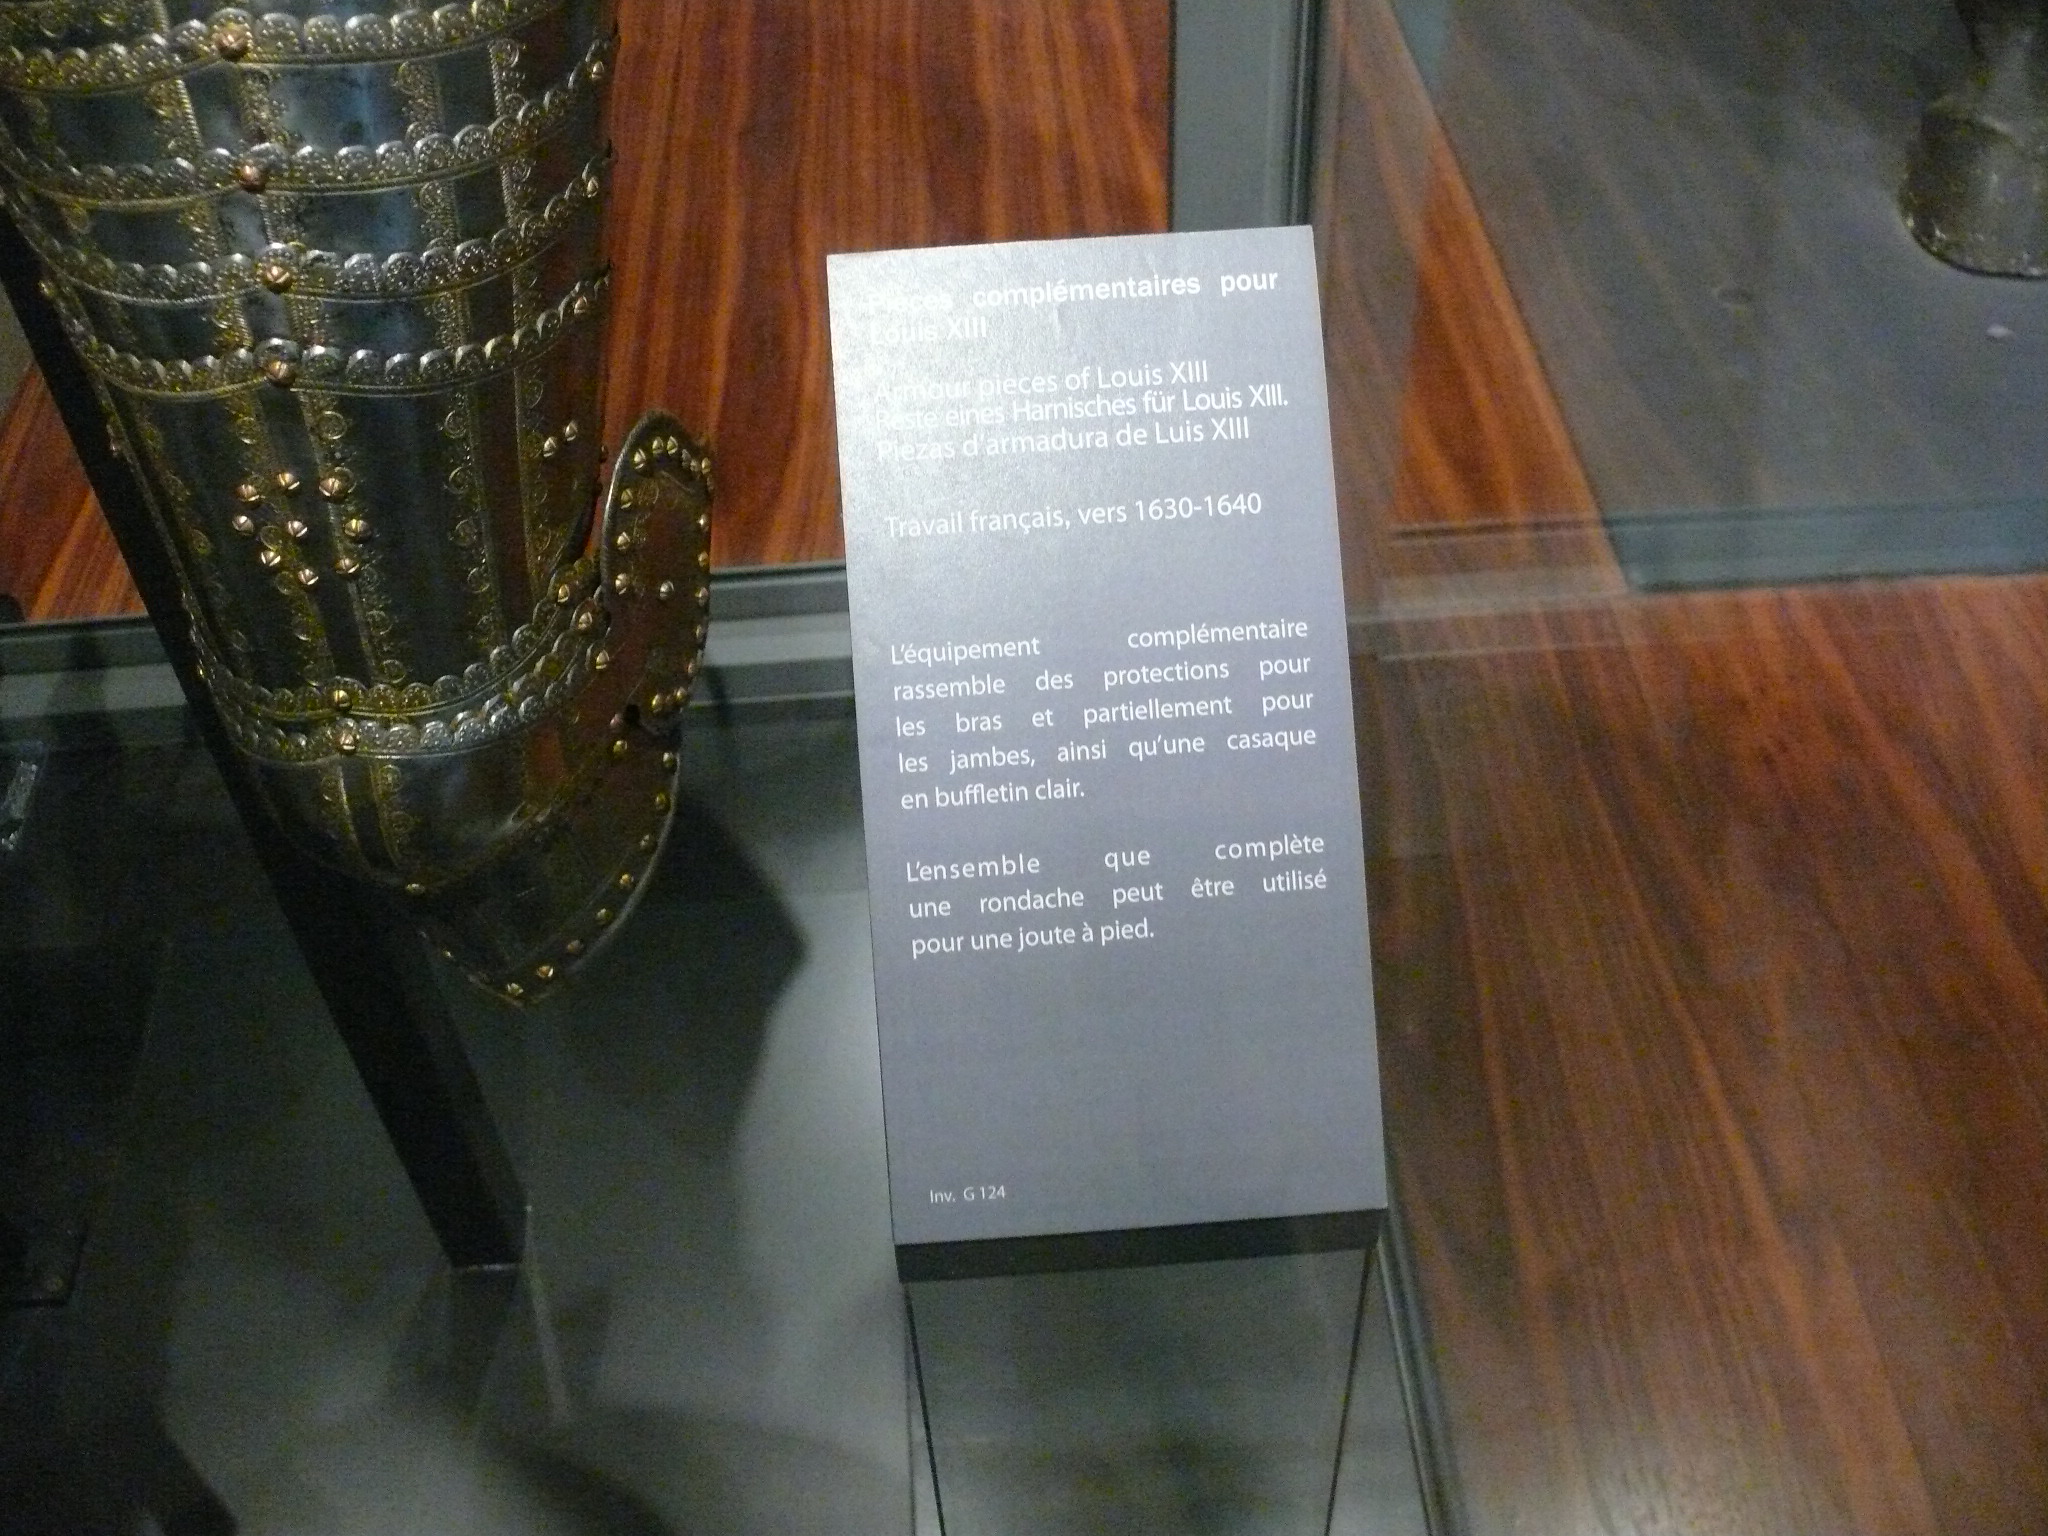 Pièces complémentaires pour
Louis XIII
Armour pieces of Louis XIII
Reste eines Harnisches für Louis XIII.
Piezas d'armadura de Luis XIII
Travail français, vers 1630-1640
L'équipement complémentaire
rassemble des protections pour
les bras et partiellement pour
les jambes, ainsi qu'une casaque
en buffletin clair.
L'ensemble que complète
une rondache peut être utilisé
pour une joute à pied.
Inv. G 124